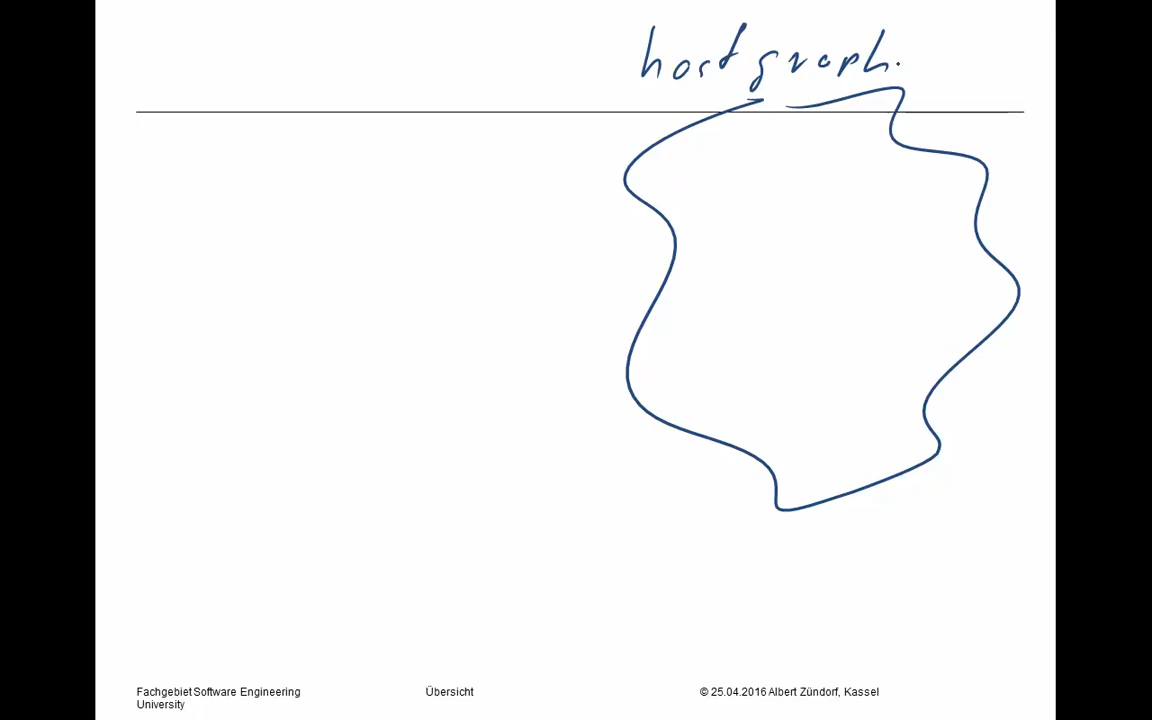 host graph.
Fachgebiet Software Engineering Übersicht © 25.04.2016 Albert Zündorf, Kassel
University